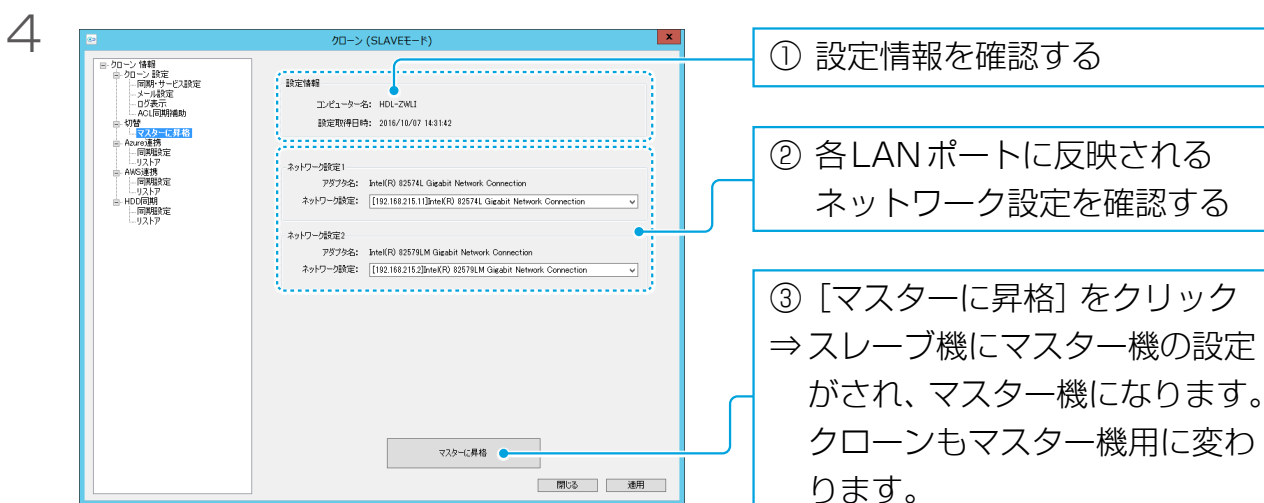 4
クローン (SLAVEモード)
x
クローン 情報
クローン 設定
同期・サービス設定
メール設定
ログ表示
ACL同期補助
切替
マスターに昇格
Azure連携
同期設定
リストア
AWS連携
同期設定
リストア
HDD同期
同期設定
リストア
設定情報
コンピューター名: HDL-ZWLI
設定取得日時: 2016/10/07 14:31:42
ネットワーク設定1
アダプタ名: Intel(R) 82574L Gigabit Network Connection
ネットワーク設定: [192.168.215.11]Intel(R) 82574L Gigabit Network Connection
ネットワーク設定2
アダプタ名: Intel(R) 82579LM Gigabit Network Connection
ネットワーク設定: [192.168.215.2]Intel(R) 82579LM Gigabit Network Connection
マスターに昇格
閉じる
適用
① 設定情報を確認する
② 各LANポートに反映される
ネットワーク設定を確認する
③ [マスターに昇格] をクリック
⇒スレーブ機にマスター機の設定
がされ、マスター機になります。
クローンもマスター機用に変わ
ります。